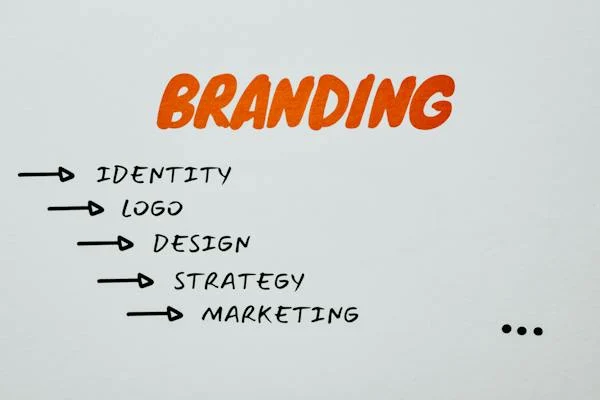 BRANDING
IDENTITY
LOGO
DESIGN
STRATEGY
MARKETING
...